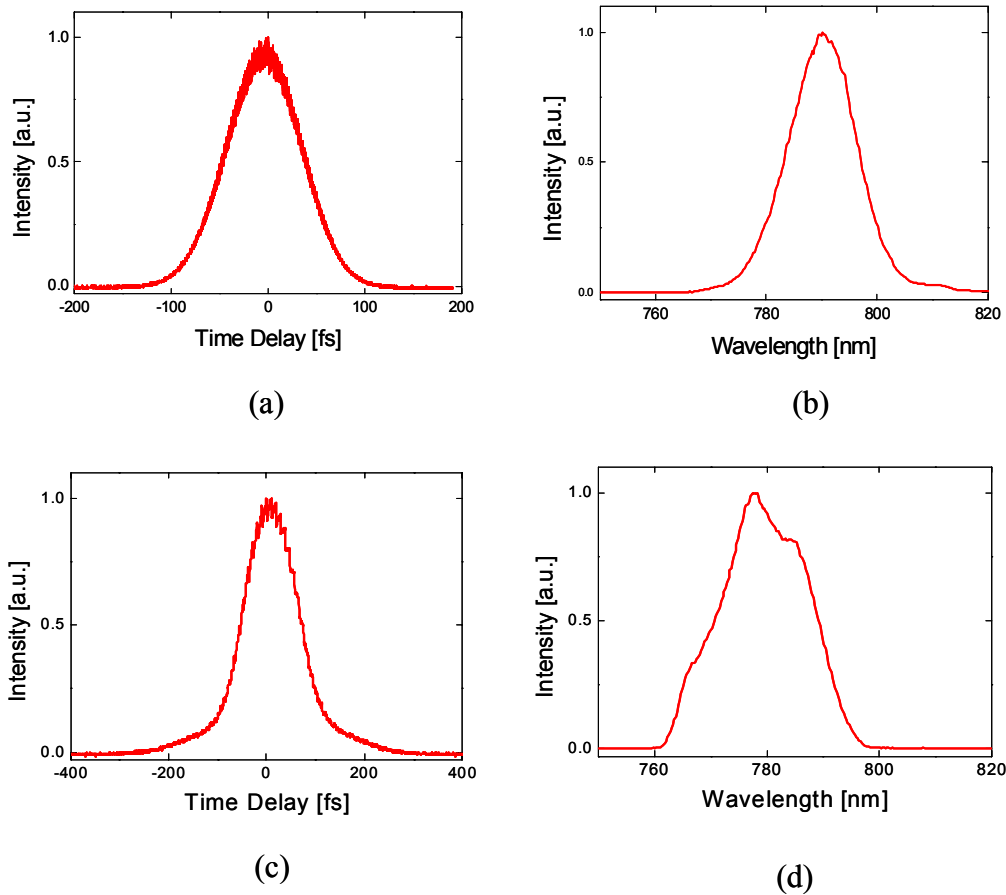 1.0
0.5
0.0
Intensity [a.u.]
-200 -100 0 100 200
Time Delay [fs]
(a)
1.0
0.5
0.0
Intensity [a.u.]
760 780 800 820
Wavelength [nm]
(b)
1.0
0.5
0.0
Intensity [a.u.]
-400 -200 0 200 400
Time Delay [fs]
(c)
1.0
0.5
0.0
Intensity [a.u.]
760 780 800 820
Wavelength [nm]
(d)